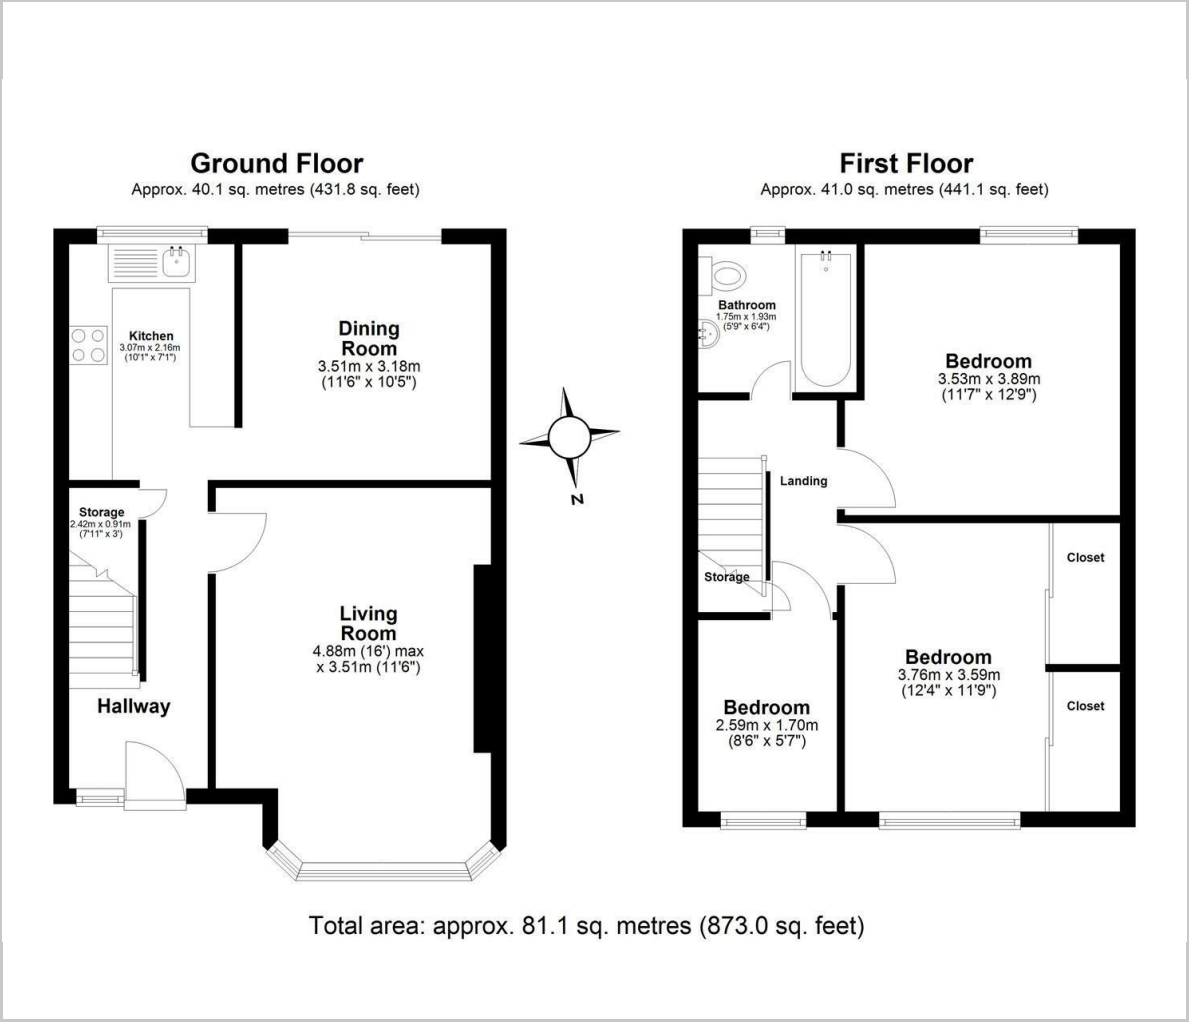 Ground Floor
Approx. 40.1 sq. metres (431.8 sq. feet)
Kitchen
3.07m x 2.16m
(10'1" x 7'1")
Dining
Room
3.51m x 3.18m
(11'6" x 10'5")
Storage
2.42m x 0.91m
(7'11" x 3')
Living
Room
4.88m (16') max
x 3.51m (11'6")
Hallway
N
First Floor
Approx. 41.0 sq. metres (441.1 sq. feet)
Bathroom
1.75m x 1.93m
(5'9" x 6'4")
Bedroom
3.53m x 3.89m
(11'7" x 12'9")
Landing
Storage
Closet
Bedroom
3.76m x 3.59m
(12'4" x 11'9")
Bedroom
2.59m x 1.70m
(8'6" x 5'7")
Closet
Total area: approx. 81.1 sq. metres (873.0 sq. feet)